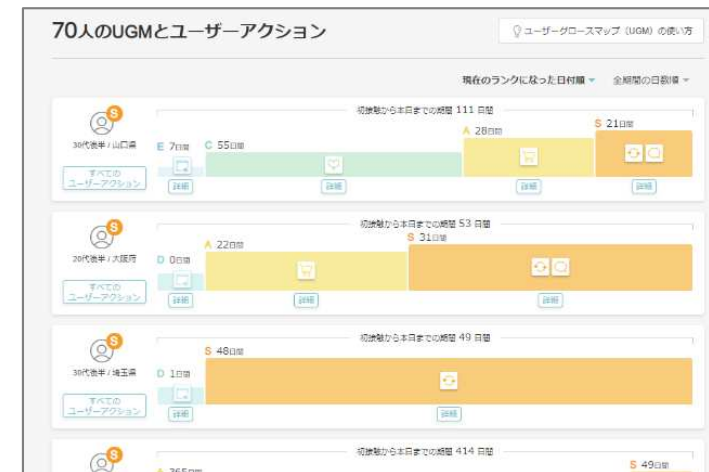 70人のUGMとユーザーアクション
ユーザーグロースマップ（UGM）の使い方
現在のランクになった日付順 全期間の日数順
S
初接触から本日までの期間 111 日間
30代後半 / 山口県
E 7日間
C 55日間
A 28日間
S 21日間
すべての
ユーザーアクション
詳細
詳細
詳細
詳細
S
初接触から本日までの期間 53 日間
20代後半 / 大阪府
D 0日間
A 22日間
S 31日間
すべての
ユーザーアクション
詳細
詳細
詳細
S
初接触から本日までの期間 49 日間
30代後半 / 埼玉県
D 1日間
S 48日間
すべての
ユーザーアクション
詳細
詳細
S
初接触から本日までの期間 414 日間
A 365日間
S 49日間